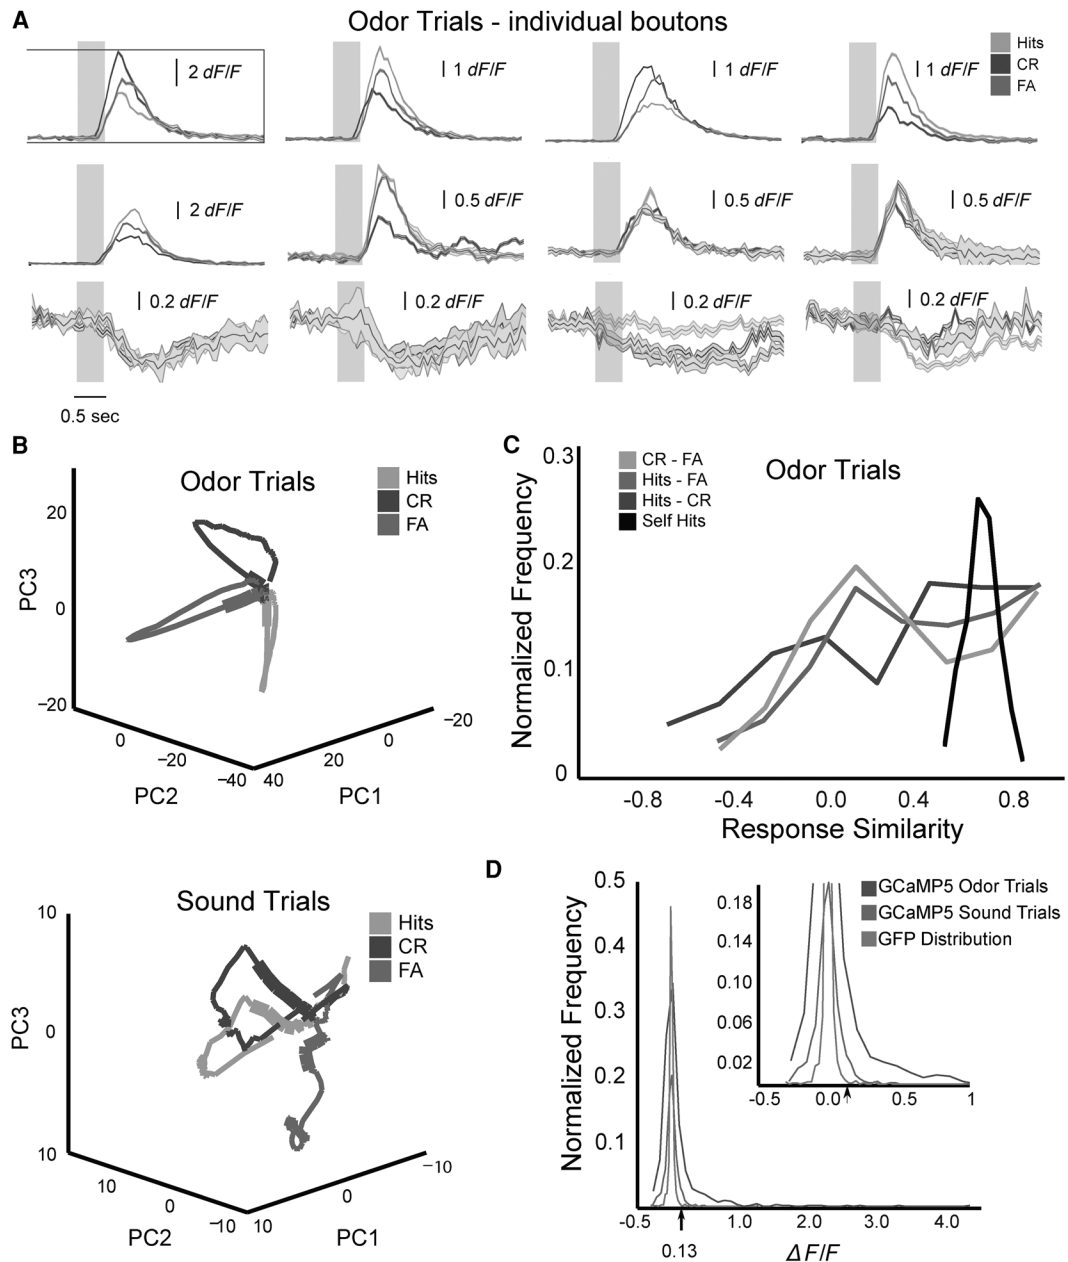 A
Odor Trials - individual boutons
Hits
CR
FA
2 dF/F
1 dF/F
1 dF/F
1 dF/F
2 dF/F
0.5 dF/F
0.5 dF/F
0.5 dF/F
0.2 dF/F
0.2 dF/F
0.2 dF/F
0.2 dF/F
0.5 sec
B
Odor Trials
Hits
CR
FA
20
0
−20
PC3
0
−20
−40
PC2
40
20
0
−20
PC1
C
Odor Trials
CR - FA
Hits - FA
Hits - CR
Self Hits
0.3
0.2
0.1
0
Normalized Frequency
-0.8
-0.4
0.0
0.4
0.8
Response Similarity
Sound Trials
Hits
CR
FA
10
0
10
PC3
10
0
−10
PC2
10
0
−10
PC1
D
0.5
0.4
0.3
0.2
0.1
Normalized Frequency
-0.5
1.0
2.0
3.0
4.0
0.13
ΔF/F
0.18
0.14
0.10
0.06
0.02
-0.5
0.0
0.5
1
GCaMP5 Odor Trials
GCaMP5 Sound Trials
GFP Distribution